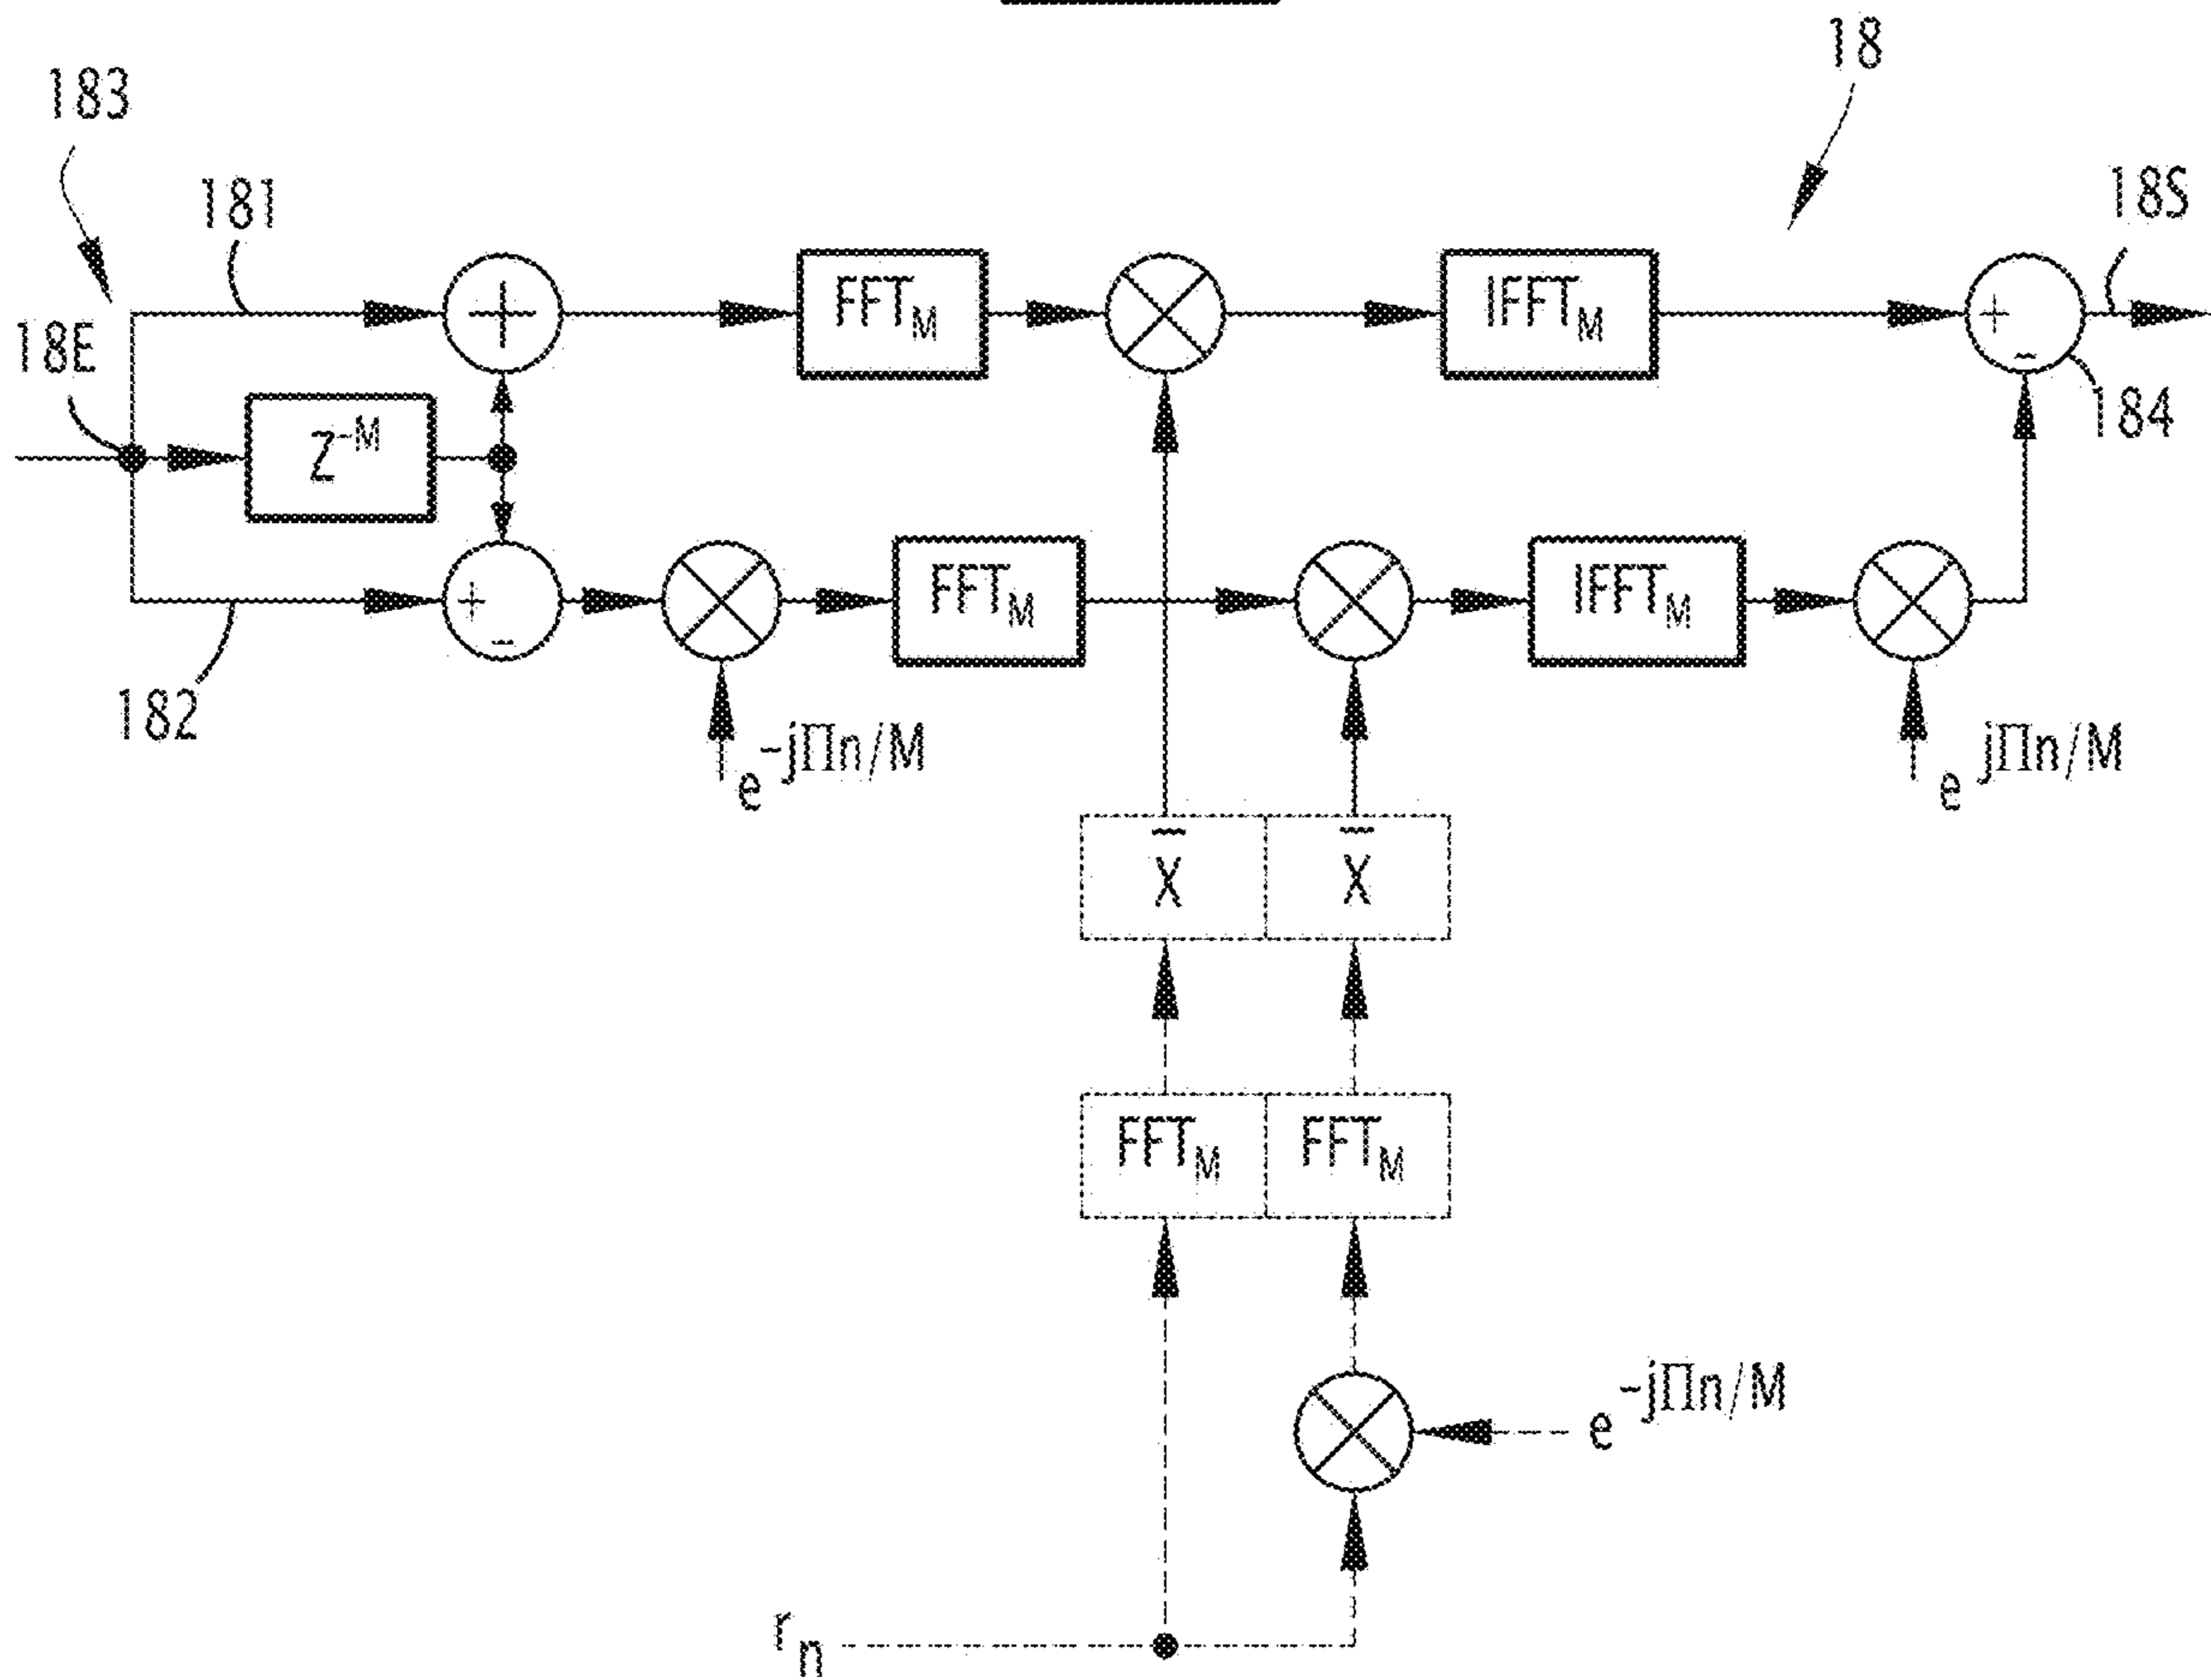 18
183
181
18S
18E
+
FFT_M
IFFT_M
+
-
184
Z^-M
182
+
-
FFT_M
IFFT_M
e^-jΠn/M
e^jΠn/M
X̄
X̄
FFT_M
FFT_M
e^-jΠn/M
r_n